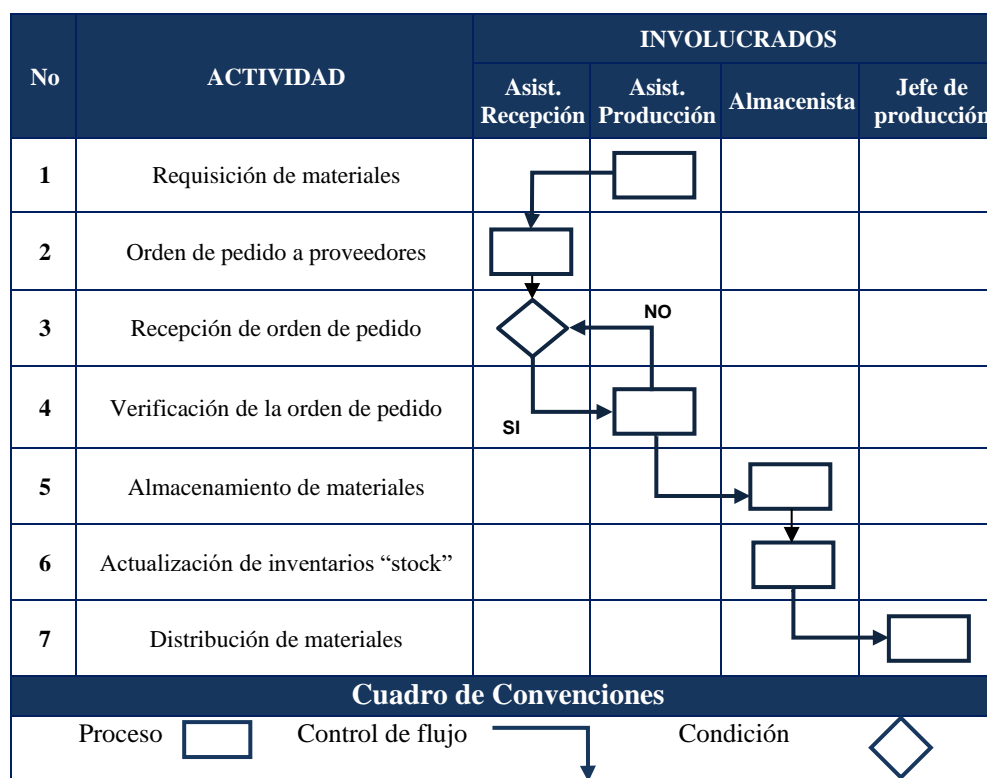 No
ACTIVIDAD
INVOLUCRADOS
Asist.
Recepción
Asist.
Producción
Almacenista
Jefe de
producción
1
Requisición de materiales
2
Orden de pedido a proveedores
3
Recepción de orden de pedido
NO
4
Verificación de la orden de pedido
SI
5
Almacenamiento de materiales
6
Actualización de inventarios “stock”
7
Distribución de materiales
Cuadro de Convenciones
Proceso
Control de flujo
Condición